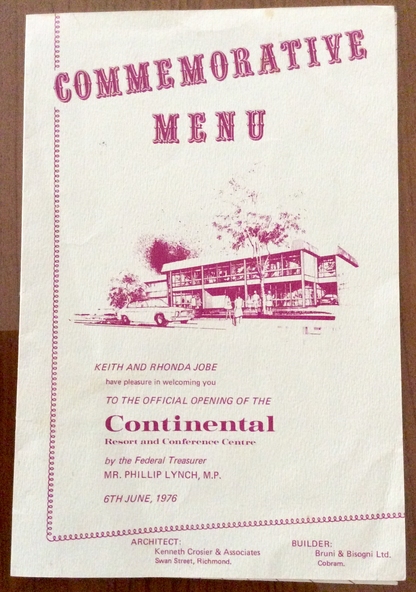 COMMEMORATIVE
MENU
KEITH AND RHONDA JOBE
have pleasure in welcoming you
TO THE OFFICIAL OPENING OF THE
Continental
Resort and Conference Centre
by the Federal Treasurer
MR. PHILLIP LYNCH, M.P.
6TH JUNE, 1976
ARCHITECT:
Kenneth Crosier & Associates
Swan Street, Richmond.
BUILDER:
Bruni & Bisogni Ltd.
Cobram.